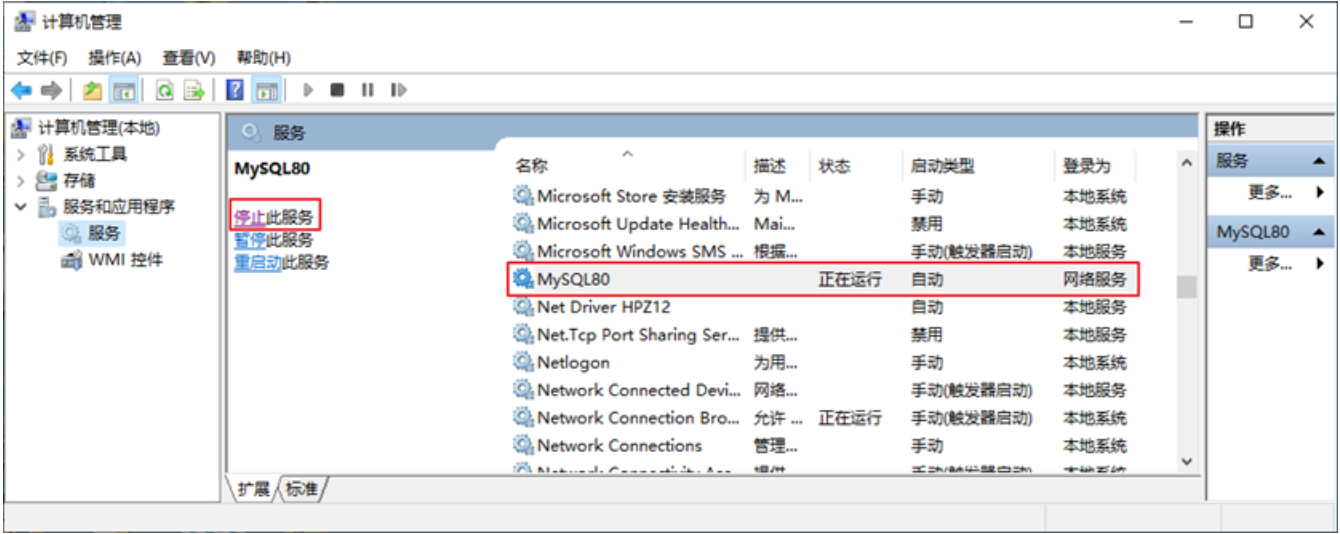 计算机管理
文件(F) 操作(A) 查看(V) 帮助(H)
计算机管理(本地)
系统工具
存储
服务和应用程序
服务
WMI 控件
服务
MySQL80
停止此服务
暂停此服务
重启动此服务
名称 描述 状态 启动类型 登录为
Microsoft Store 安装服务 为 M... 手动 本地系统
Microsoft Update Health... Mai... 禁用 本地系统
Microsoft Windows SMS ... 根据... 手动(触发器启动) 本地服务
MySQL80 正在运行 自动 网络服务
Net Driver HPZ12 自动 本地服务
Net.Tcp Port Sharing Ser... 提供... 禁用 本地服务
Netlogon 为用... 手动 本地系统
Network Connected Devi... 网络... 手动(触发器启动) 本地服务
Network Connection Bro... 允许 ... 正在运行 手动(触发器启动) 本地系统
Network Connections 管理... 手动 本地系统
扩展 标准
操作
服务
更多...
MySQL80
更多...